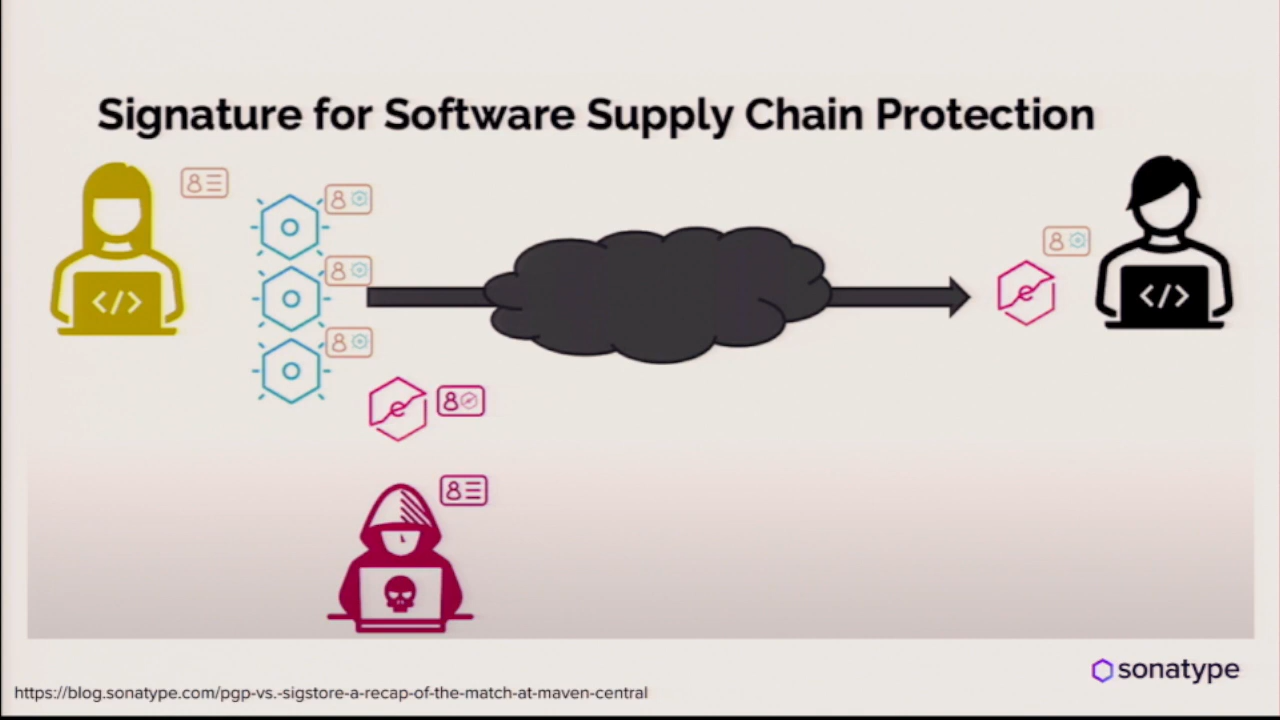 Signature for Software Supply Chain Protection
</>
</>
e
e
sonatype
https://blog.sonatype.com/pgp-vs.-sigstore-a-recap-of-the-match-at-maven-central